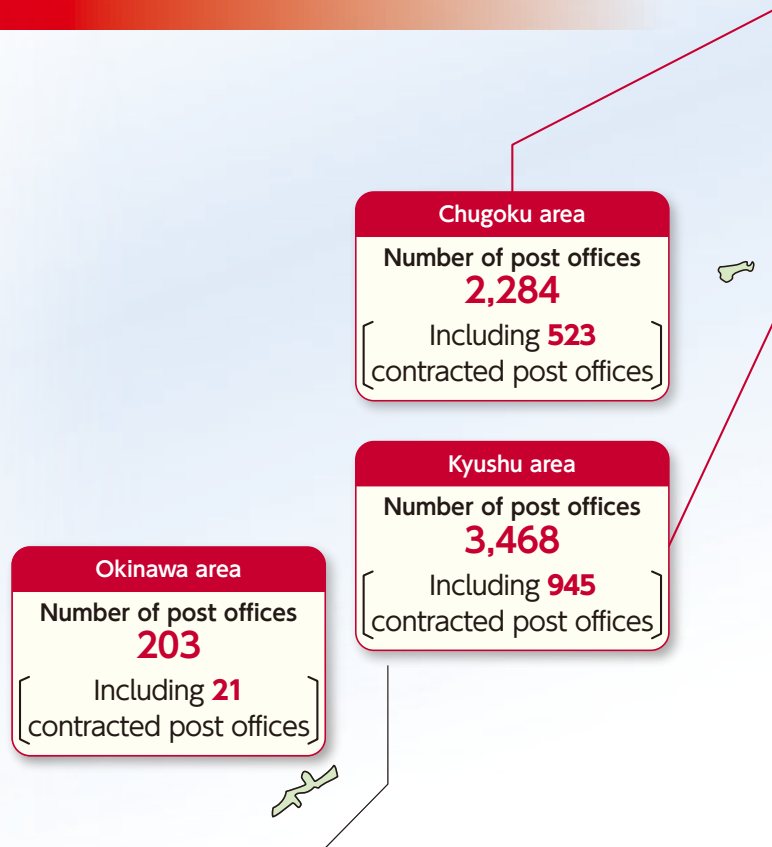 Chugoku area
Number of post offices
2,284
Including 523
contracted post offices
Kyushu area
Number of post offices
3,468
Including 945
contracted post offices
Okinawa area
Number of post offices
203
Including 21
contracted post offices